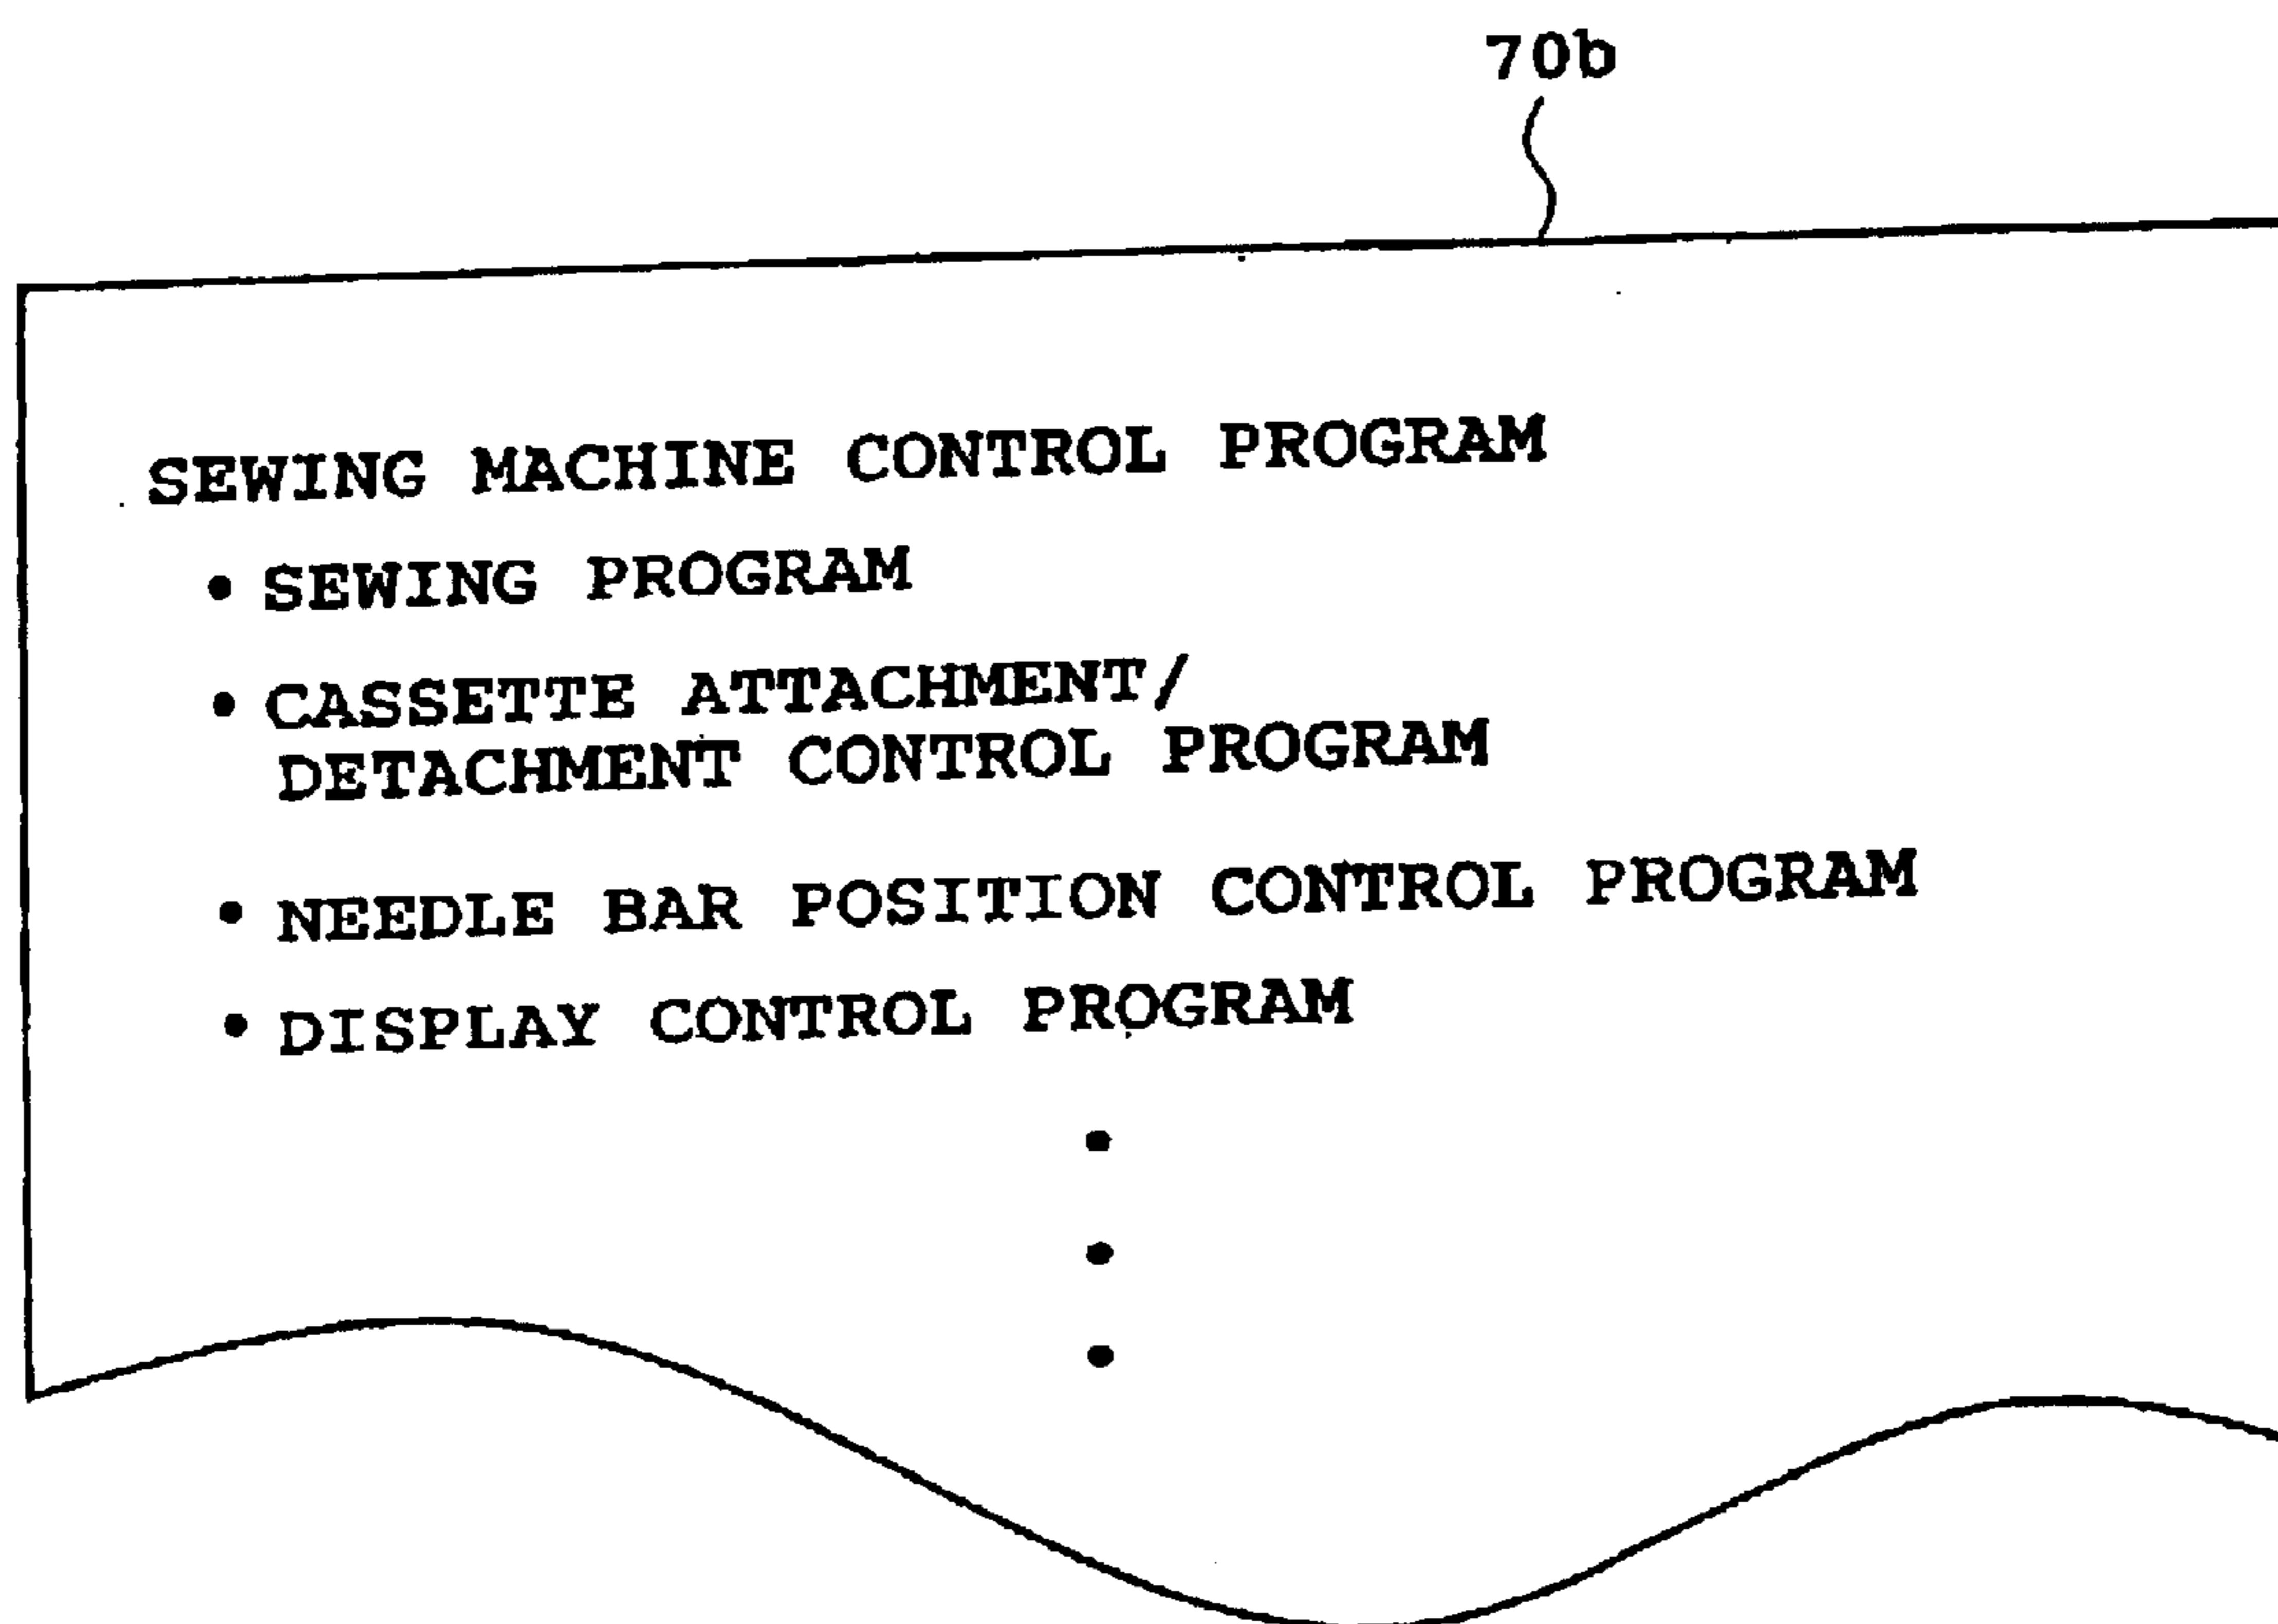 70b
SEWING MACHINE CONTROL PROGRAM
• SEWING PROGRAM
• CASSETTE ATTACHMENT/
DETACHMENT CONTROL PROGRAM
• NEEDLE BAR POSITION CONTROL PROGRAM
• DISPLAY CONTROL PROGRAM